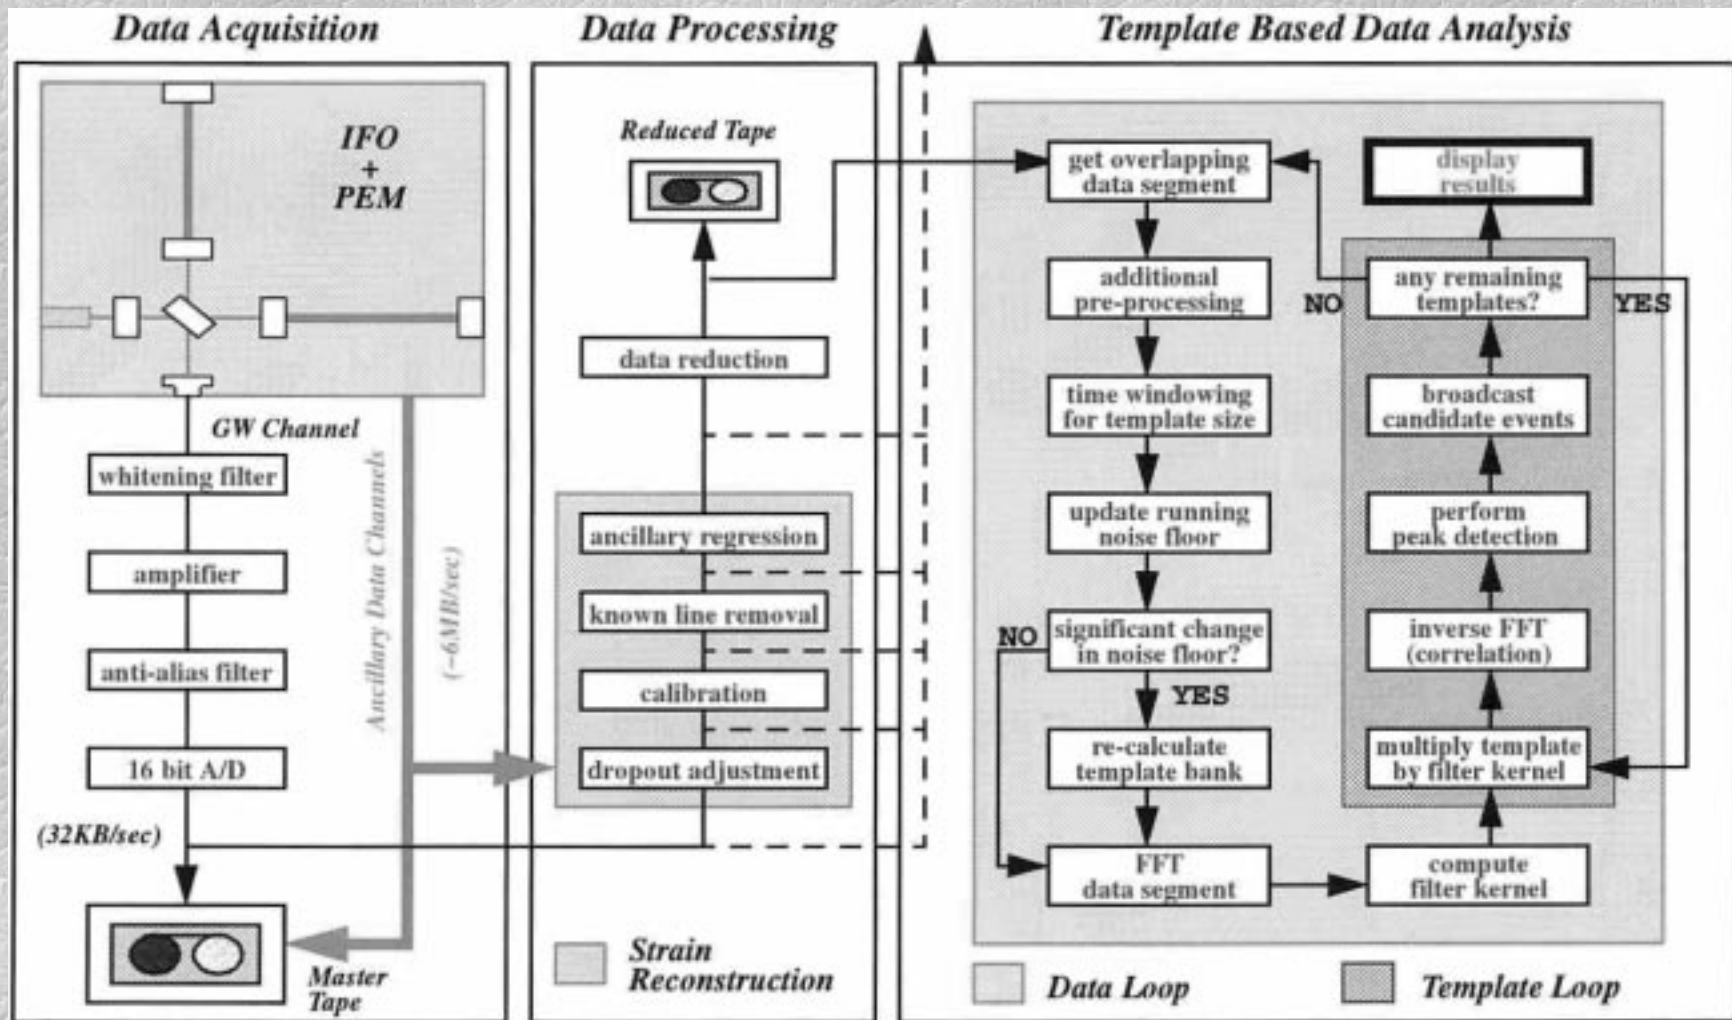 Data Acquisition
Data Processing
Template Based Data Analysis
IFO
+
PEM
GW Channel
whitening filter
amplifier
anti-alias filter
16 bit A/D
(32KB/sec)
Master
Tape
Ancillary Data Channels
(~6MB/sec)
Reduced Tape
data reduction
ancillary regression
known line removal
calibration
dropout adjustment
Strain
Reconstruction
get overlapping
data segment
additional
pre-processing
time windowing
for template size
update running
noise floor
NO
significant change
in noise floor?
YES
re-calculate
template bank
FFT
data segment
display
results
NO
any remaining
templates?
YES
broadcast
candidate events
perform
peak detection
inverse FFT
(correlation)
multiply template
by filter kernel
compute
filter kernel
Data Loop
Template Loop